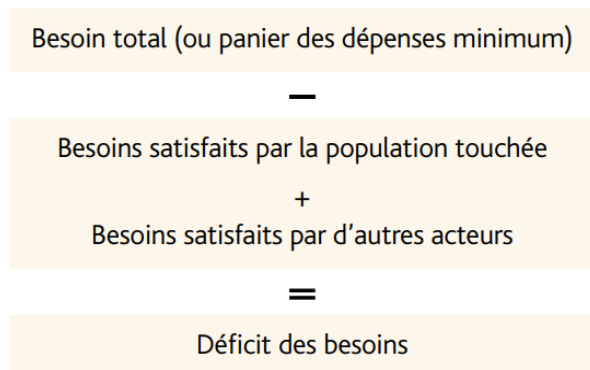 Besoin total (ou panier des dépenses minimum)
−
Besoins satisfaits par la population touchée
+
Besoins satisfaits par d’autres acteurs
=
Déficit des besoins